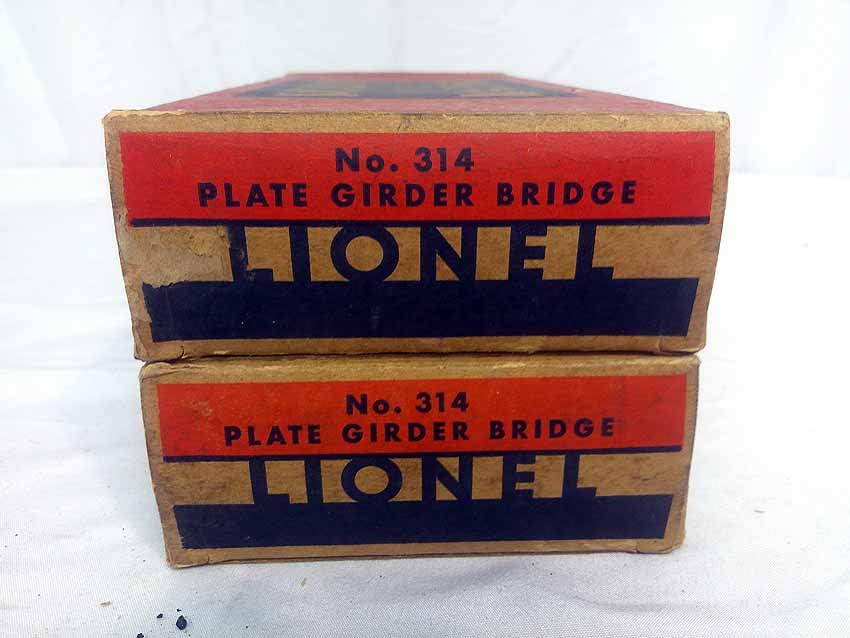 No. 314
PLATE GIRDER BRIDGE
LIONEL
No. 314
PLATE GIRDER BRIDGE
LIONEL